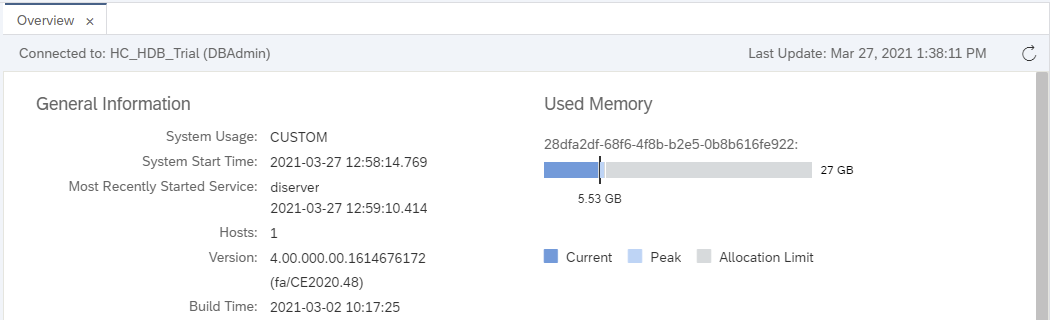 Overview ×
Connected to: HC_HDB_Trial (DBAdmin)
Last Update: Mar 27, 2021 1:38:11 PM
General Information
System Usage: CUSTOM
System Start Time: 2021-03-27 12:58:14.769
Most Recently Started Service: diserver
2021-03-27 12:59:10.414
Hosts: 1
Version: 4.00.000.00.1614676172
(fa/CE2020.48)
Build Time: 2021-03-02 10:17:25
Used Memory
28dfa2df-68f6-4f8b-b2e5-0b8b616fe922:
27 GB
5.53 GB
Current
Peak
Allocation Limit